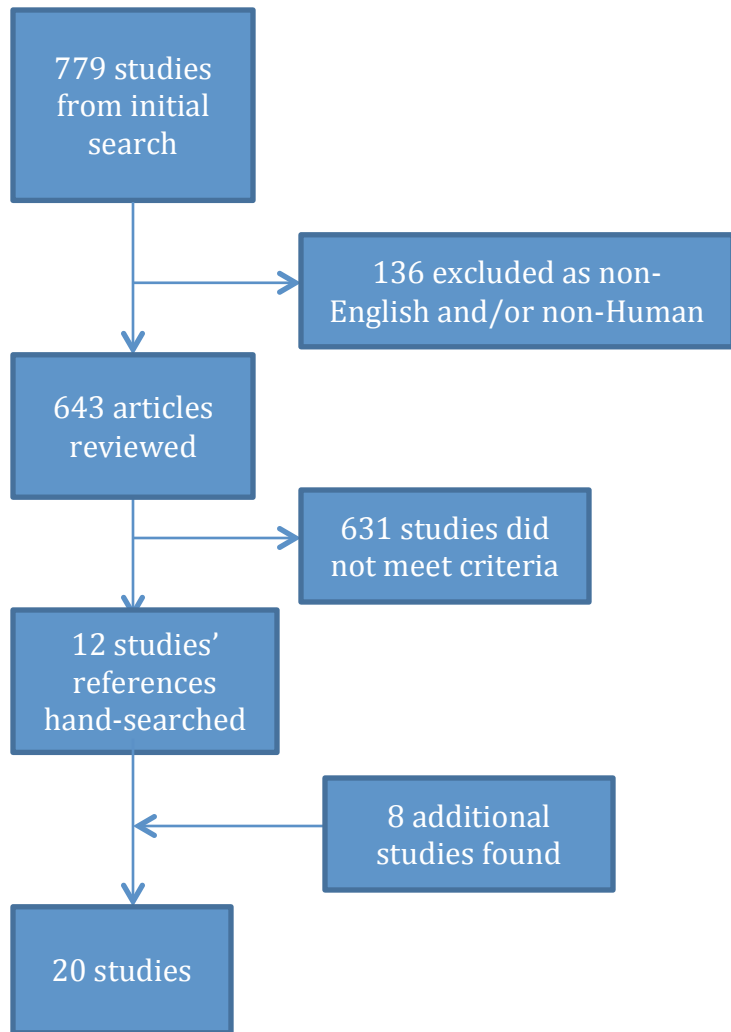 779 studies
from initial
search
136 excluded as non-
English and/or non-Human
643 articles
reviewed
631 studies did
not meet criteria
12 studies’
references
hand-searched
8 additional
studies found
20 studies